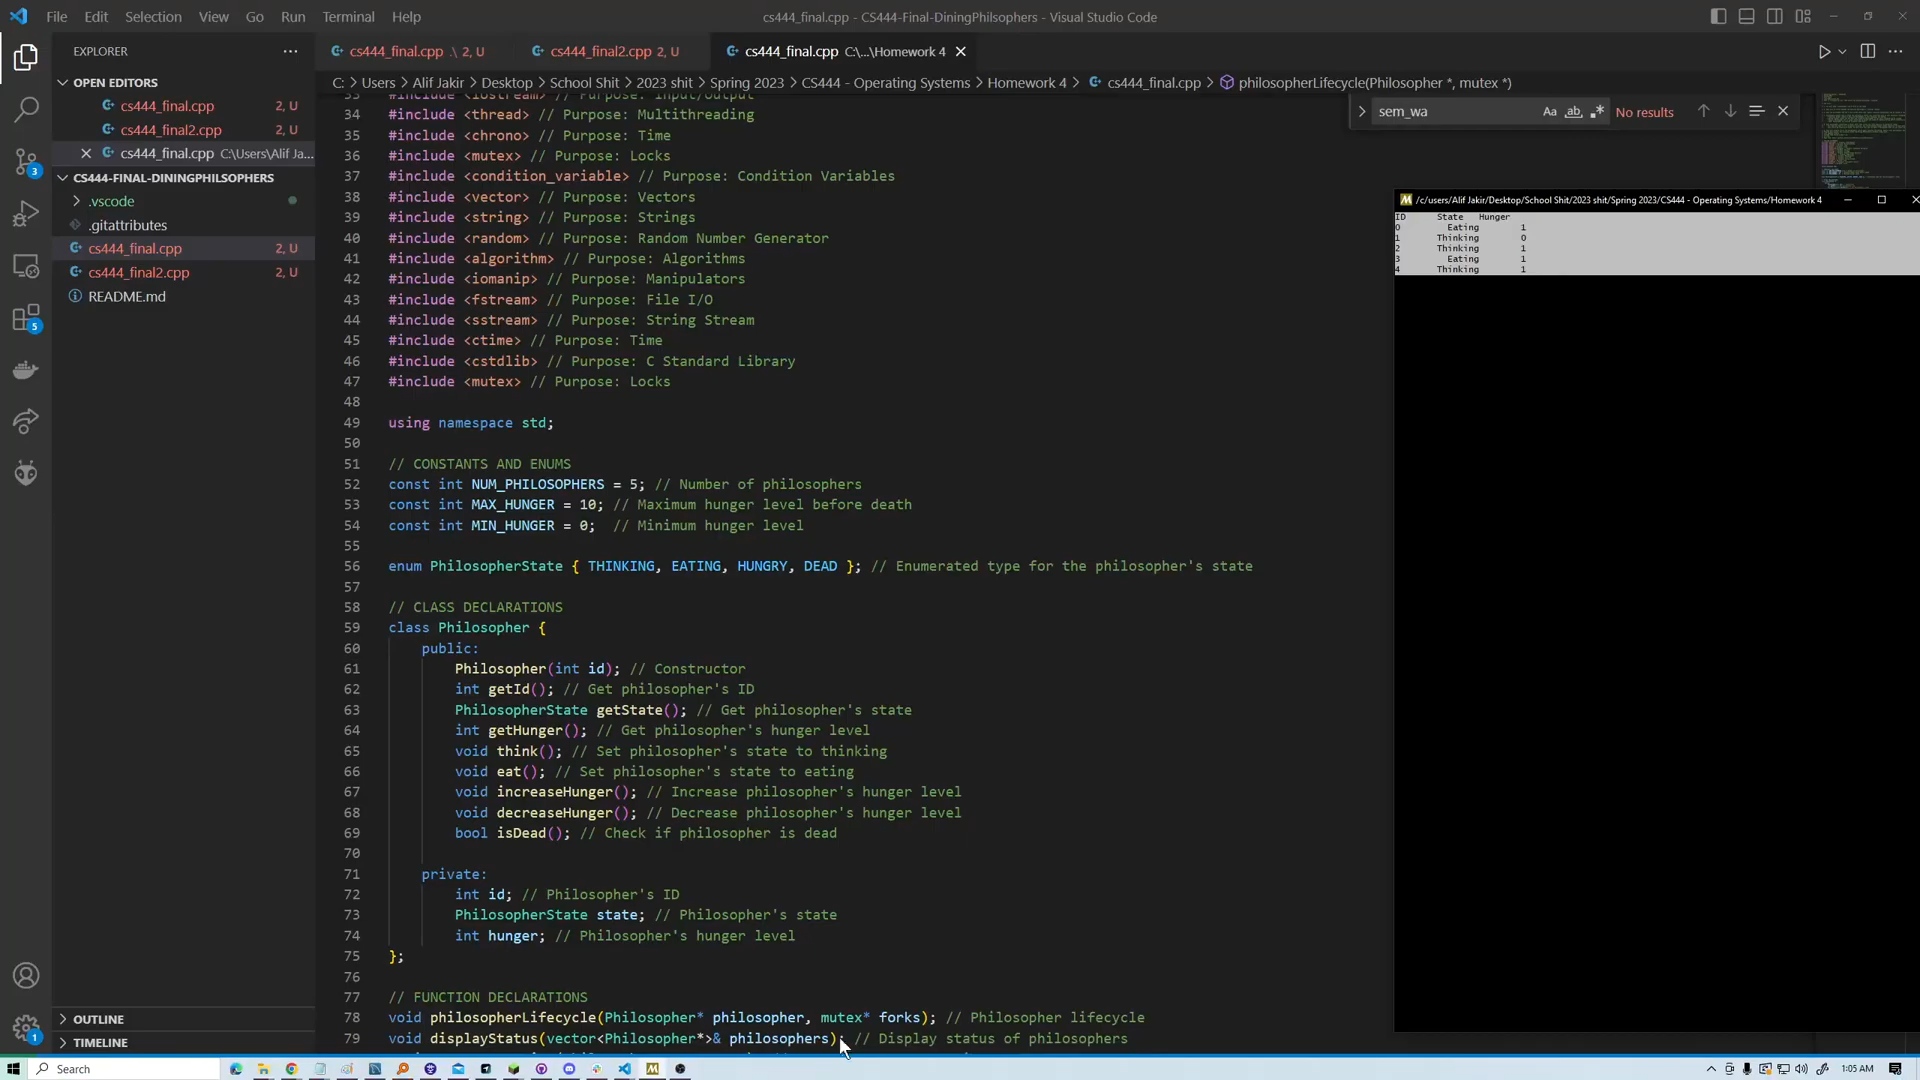 File Edit Selection View Go Run Terminal Help
cs444_final.cpp - CS444-Final-DiningPhilsophers - Visual Studio Code
EXPLORER
OPEN EDITORS
cs444_final.cpp 2, U
cs444_final2.cpp 2, U
cs444_final.cpp C:\Users\Alif Ja...
CS444-FINAL-DININGPHILSOPHERS
.vscode
.gitattributes
cs444_final.cpp 2, U
cs444_final2.cpp 2, U
README.md
OUTLINE
TIMELINE
3
5
1
cs444_final.cpp .\ 2, U
cs444_final2.cpp 2, U
cs444_final.cpp C:\...\Homework 4
C: > Users > Alif Jakir > Desktop > School Shit > 2023 shit > Spring 2023 > CS444 - Operating Systems > Homework 4 > cs444_final.cpp > philosopherLifecycle(Philosopher *, mutex *)
sem_wa Aa ab No results
33 #include <iostream> // Purpose: Input/Output
34 #include <thread> // Purpose: Multithreading
35 #include <chrono> // Purpose: Time
36 #include <mutex> // Purpose: Locks
37 #include <condition_variable> // Purpose: Condition Variables
38 #include <vector> // Purpose: Vectors
39 #include <string> // Purpose: Strings
40 #include <random> // Purpose: Random Number Generator
41 #include <algorithm> // Purpose: Algorithms
42 #include <iomanip> // Purpose: Manipulators
43 #include <fstream> // Purpose: File I/O
44 #include <sstream> // Purpose: String Stream
45 #include <ctime> // Purpose: Time
46 #include <cstdlib> // Purpose: C Standard Library
47 #include <mutex> // Purpose: Locks
48
49 using namespace std;
50
51 // CONSTANTS AND ENUMS
52 const int NUM_PHILOSOPHERS = 5; // Number of philosophers
53 const int MAX_HUNGER = 10; // Maximum hunger level before death
54 const int MIN_HUNGER = 0;  // Minimum hunger level
55
56 enum PhilosopherState { THINKING, EATING, HUNGRY, DEAD }; // Enumerated type for the philosopher's state
57
58 // CLASS DECLARATIONS
59 class Philosopher {
60 public:
61 Philosopher(int id); // Constructor
62 int getId(); // Get philosopher's ID
63 PhilosopherState getState(); // Get philosopher's state
64 int getHunger(); // Get philosopher's hunger level
65 void think(); // Set philosopher's state to thinking
66 void eat(); // Set philosopher's state to eating
67 void increaseHunger(); // Increase philosopher's hunger level
68 void decreaseHunger(); // Decrease philosopher's hunger level
69 bool isDead(); // Check if philosopher is dead
70
71 private:
72 int id; // Philosopher's ID
73 PhilosopherState state; // Philosopher's state
74 int hunger; // Philosopher's hunger level
75 };
76
77 // FUNCTION DECLARATIONS
78 void philosopherLifecycle(Philosopher* philosopher, mutex* forks); // Philosopher lifecycle
79 void displayStatus(vector<Philosopher*>& philosophers); // Display status of philosophers
/c/users/Alif Jakir/Desktop/School Shit/2023 shit/Spring 2023/CS444 - Operating Systems/Homework 4
ID State Hunger
0 Eating 1
1 Thinking 0
2 Thinking 1
3 Eating 1
4 Thinking 1
Search
1:05 AM